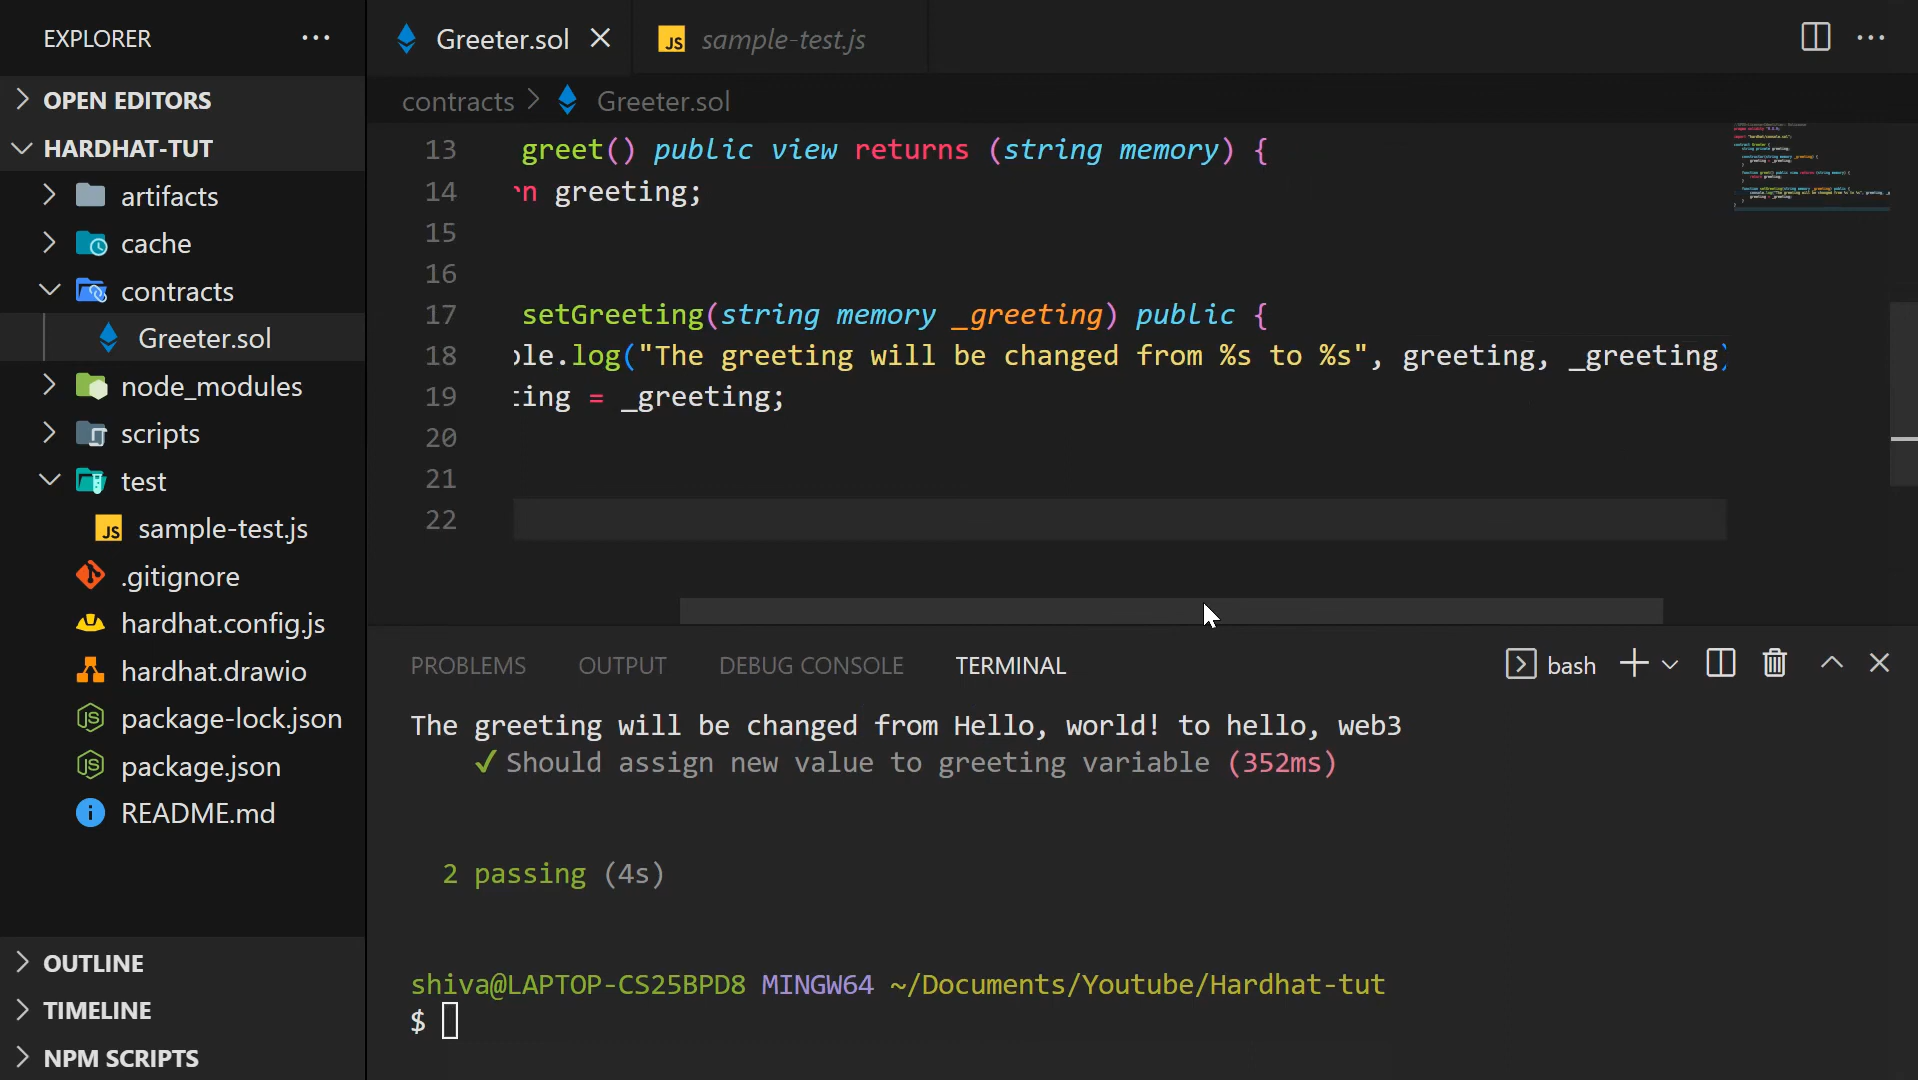 EXPLORER
OPEN EDITORS
HARDHAT-TUT
artifacts
cache
contracts
Greeter.sol
node_modules
scripts
test
sample-test.js
.gitignore
hardhat.config.js
hardhat.drawio
package-lock.json
package.json
README.md
OUTLINE
TIMELINE
NPM SCRIPTS
Greeter.sol
JS sample-test.js
contracts > Greeter.sol
13 greet() public view returns (string memory) {
14 rn greeting;
15
16
17 setGreeting(string memory _greeting) public {
18 ole.log("The greeting will be changed from %s to %s", greeting, _greeting)
19 ting = _greeting;
20
21
22
PROBLEMS OUTPUT DEBUG CONSOLE TERMINAL bash
The greeting will be changed from Hello, world! to hello, web3
✓ Should assign new value to greeting variable (352ms)
2 passing (4s)
shiva@LAPTOP-CS25BPD8 MINGW64 ~/Documents/Youtube/Hardhat-tut
$